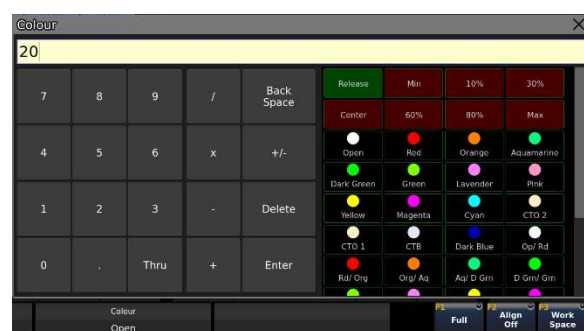 Colour
20
7 8 9 / Back Space
4 5 6 x +/-
1 2 3 - Delete
0 . Thru + Enter
Release Min 10% 30%
Center 60% 80% Max
Open Red Orange Aquamarine
Dark Green Green Lavender Pink
Yellow Magenta Cyan CTO 2
CTO 1 CTB Dark Blue Op/ Rd
Rd/ Org Org/ Aq Aq/ D Grn D Grn/ Grn
Colour
Open
F1 Full
F2 Align Off
F3 Work Space